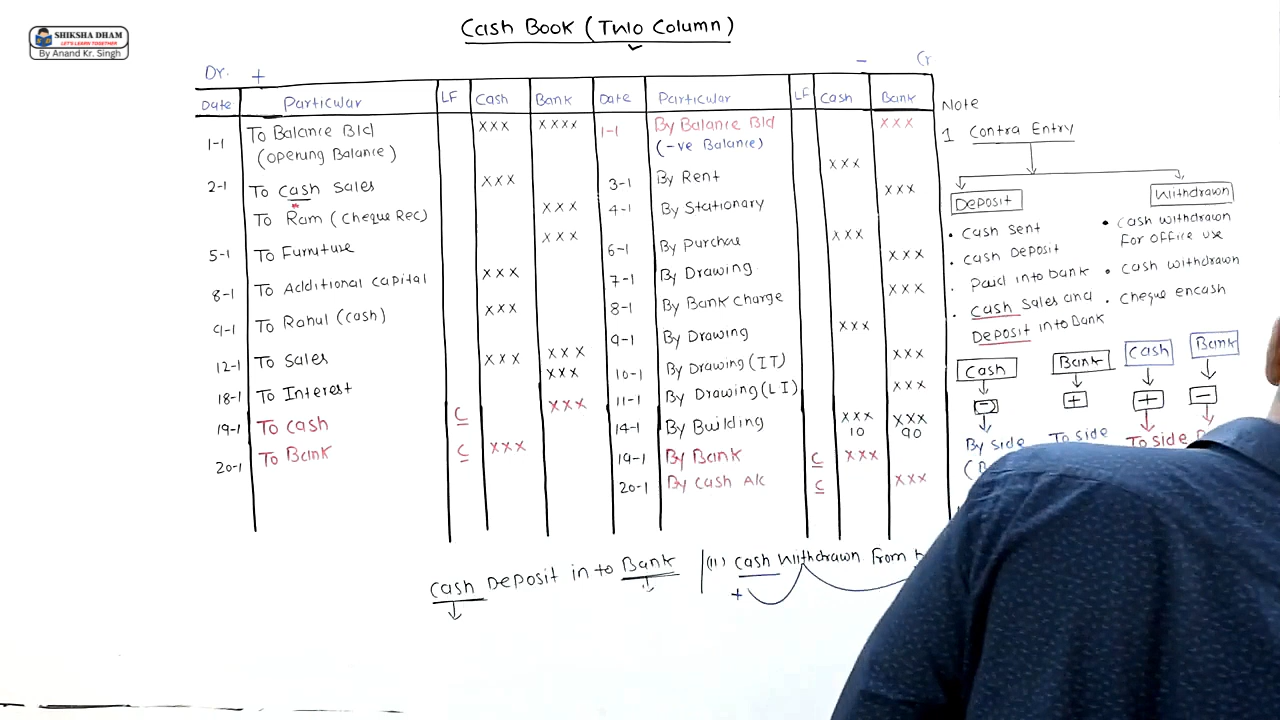 SHIKSHA DHAM
LET'S LEARN TOGETHER
By Anand Kr. Singh
Cash Book (Two Column)
Dr. + - Cr
Date Particular LF Cash Bank Date Particular LF Cash Bank
1-1 To Balance B/d xxx xxxx 1-1 By Balance B/d xxx
(opening Balance) (-ve Balance)
2-1 To cash sales xxx 3-1 By Rent xxx
To Ram (cheque Rec) xxx 4-1 By Stationary xxx
5-1 To Furniture xxx 6-1 By Purchae xxx
8-1 To Additional capital xxx 7-1 By Drawing xxx
9-1 To Rahul (cash) xxx 8-1 By Bank charge xxx
12-1 To Sales xxx xxx 9-1 By Drawing xxx
18-1 To Interest xxx 10-1 By Drawing (IT) xxx
19-1 To cash C xxx 11-1 By Drawing (LI) xxx
20-1 To Bank C xxx 14-1 By Building xxx xxx
10 90
19-1 By Bank C xxx
20-1 By cash A/c C xxx
Note
1 Contra Entry
Deposit
• cash sent
• cash Deposit
• Paid into bank
• cash sales and
Deposit into Bank
Withdrawn
• cash withdrawn
for office use
• cash withdrawn
• cheque encash
Cash Bank Cash Bank
- + + -
By side To side To side
cash Deposit in to Bank (ii) cash withdrawn from
+